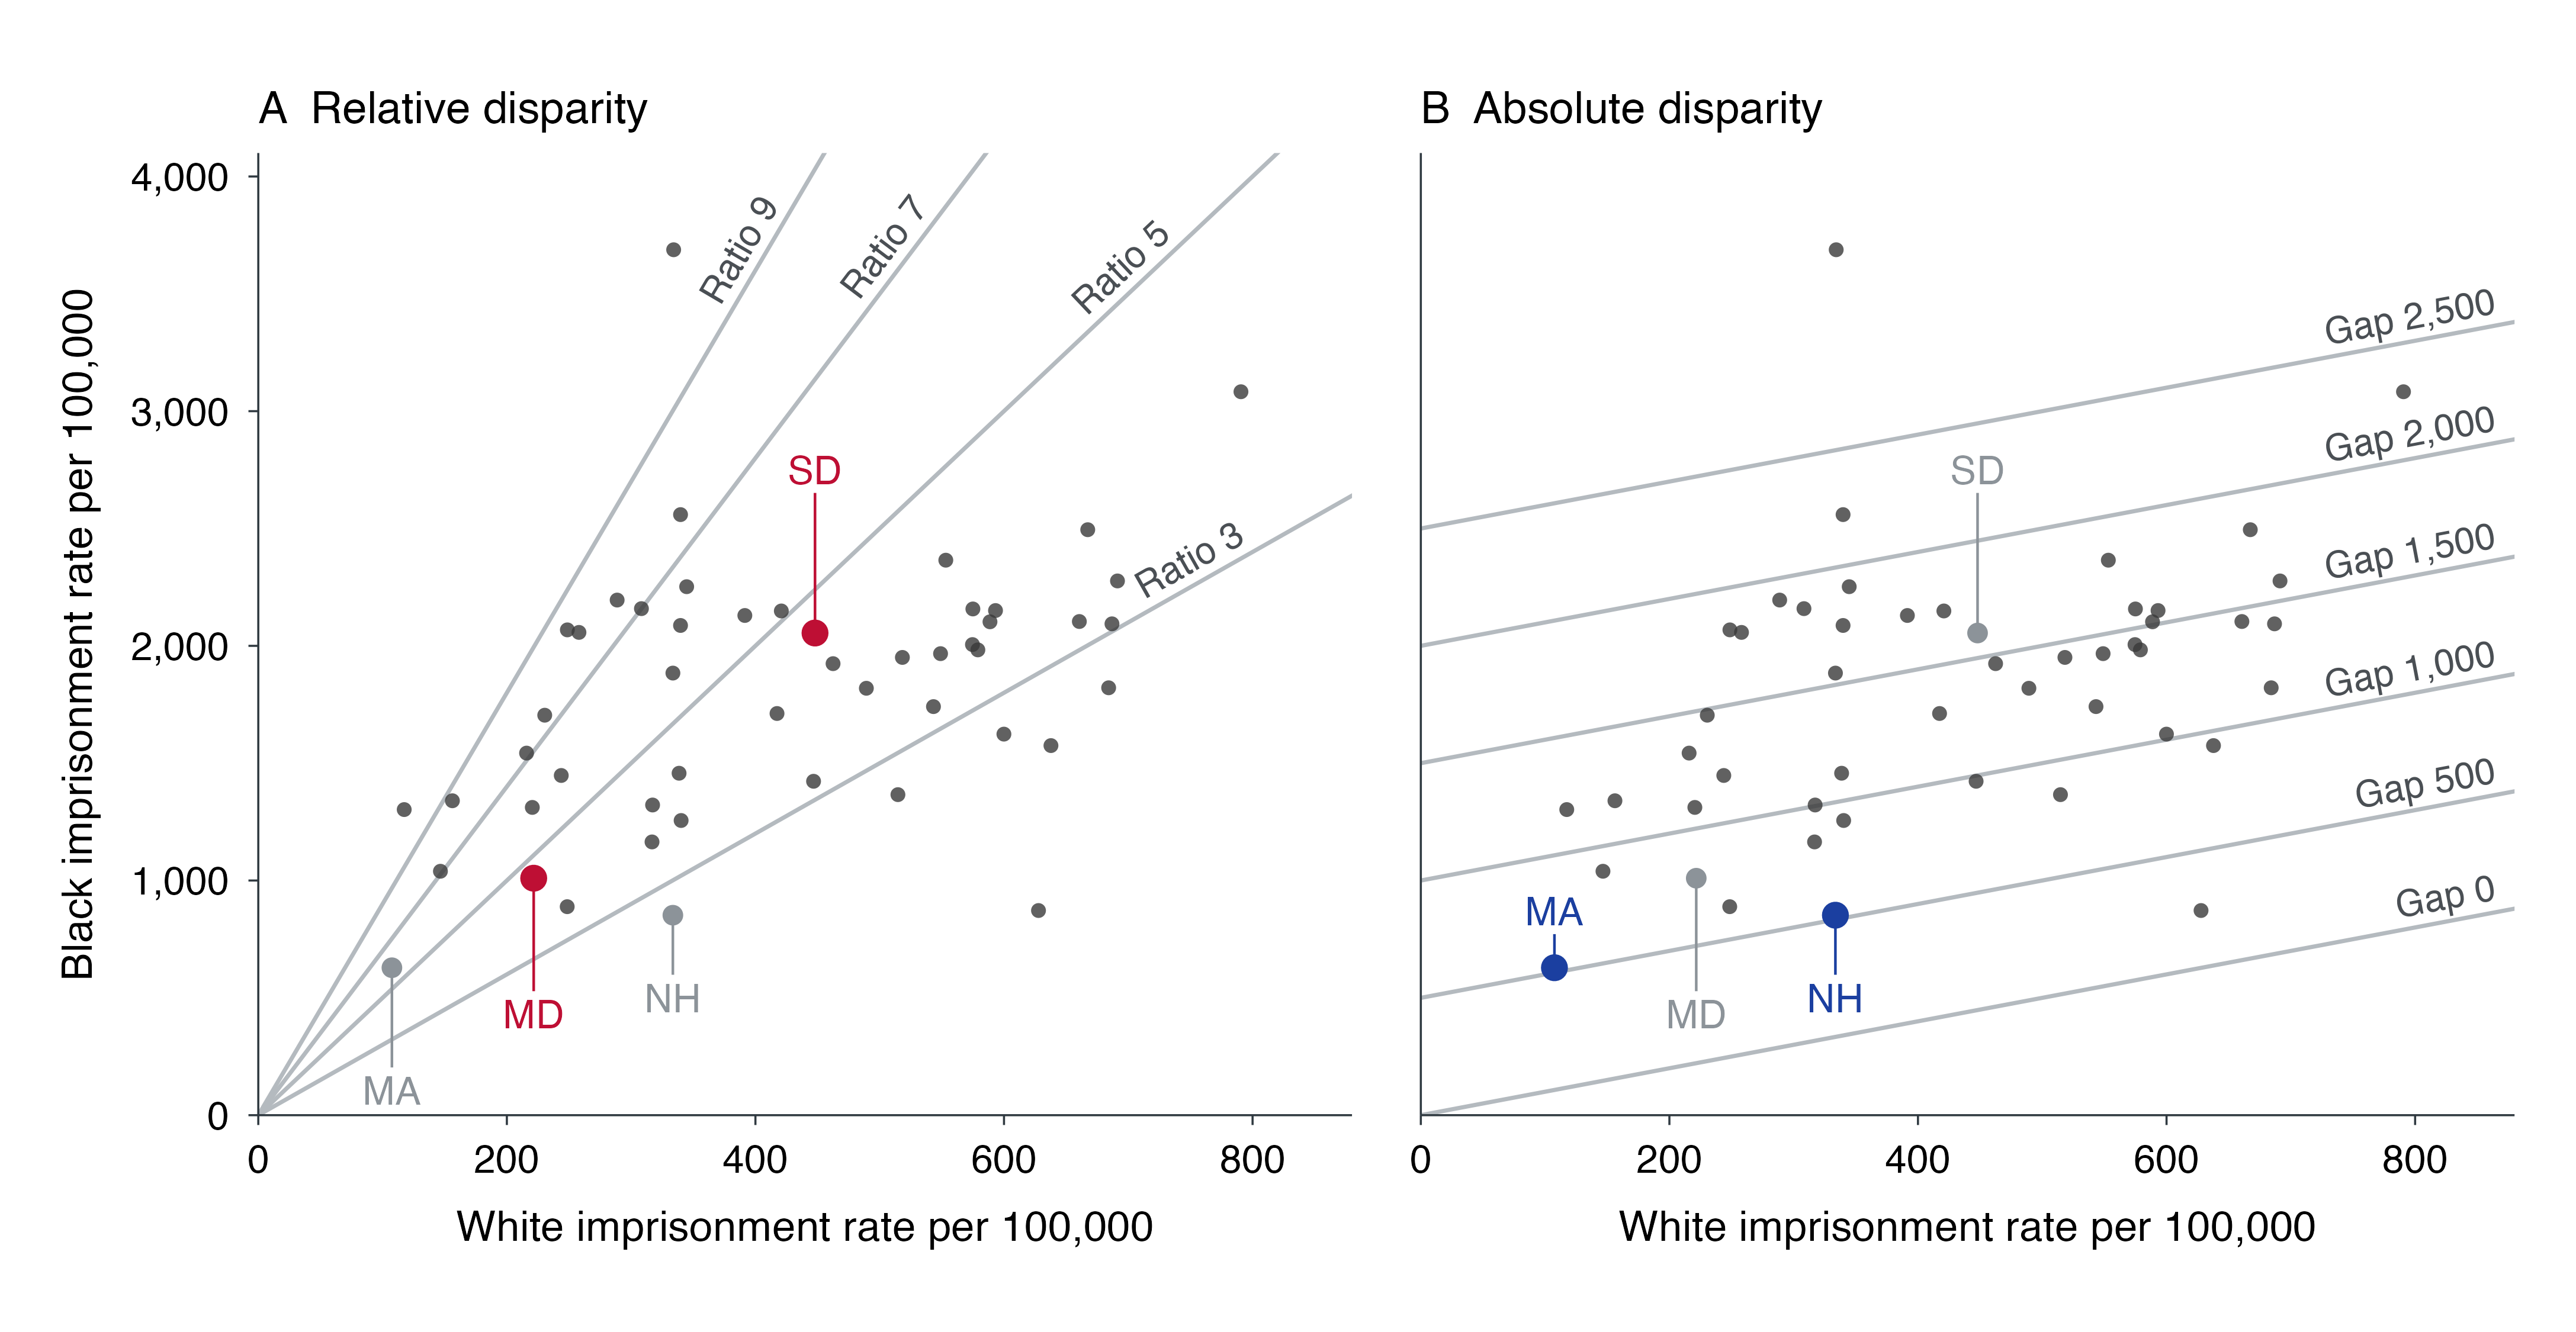 A Relative disparity
B Absolute disparity
Black imprisonment rate per 100,000
4,000
3,000
2,000
1,000
0
Ratio 9
Ratio 7
Ratio 5
Ratio 3
SD
MD
NH
MA
0
200
400
600
800
White imprisonment rate per 100,000
Gap 2,500
Gap 2,000
Gap 1,500
Gap 1,000
Gap 500
Gap 0
SD
MA
MD
NH
0
200
400
600
800
White imprisonment rate per 100,000